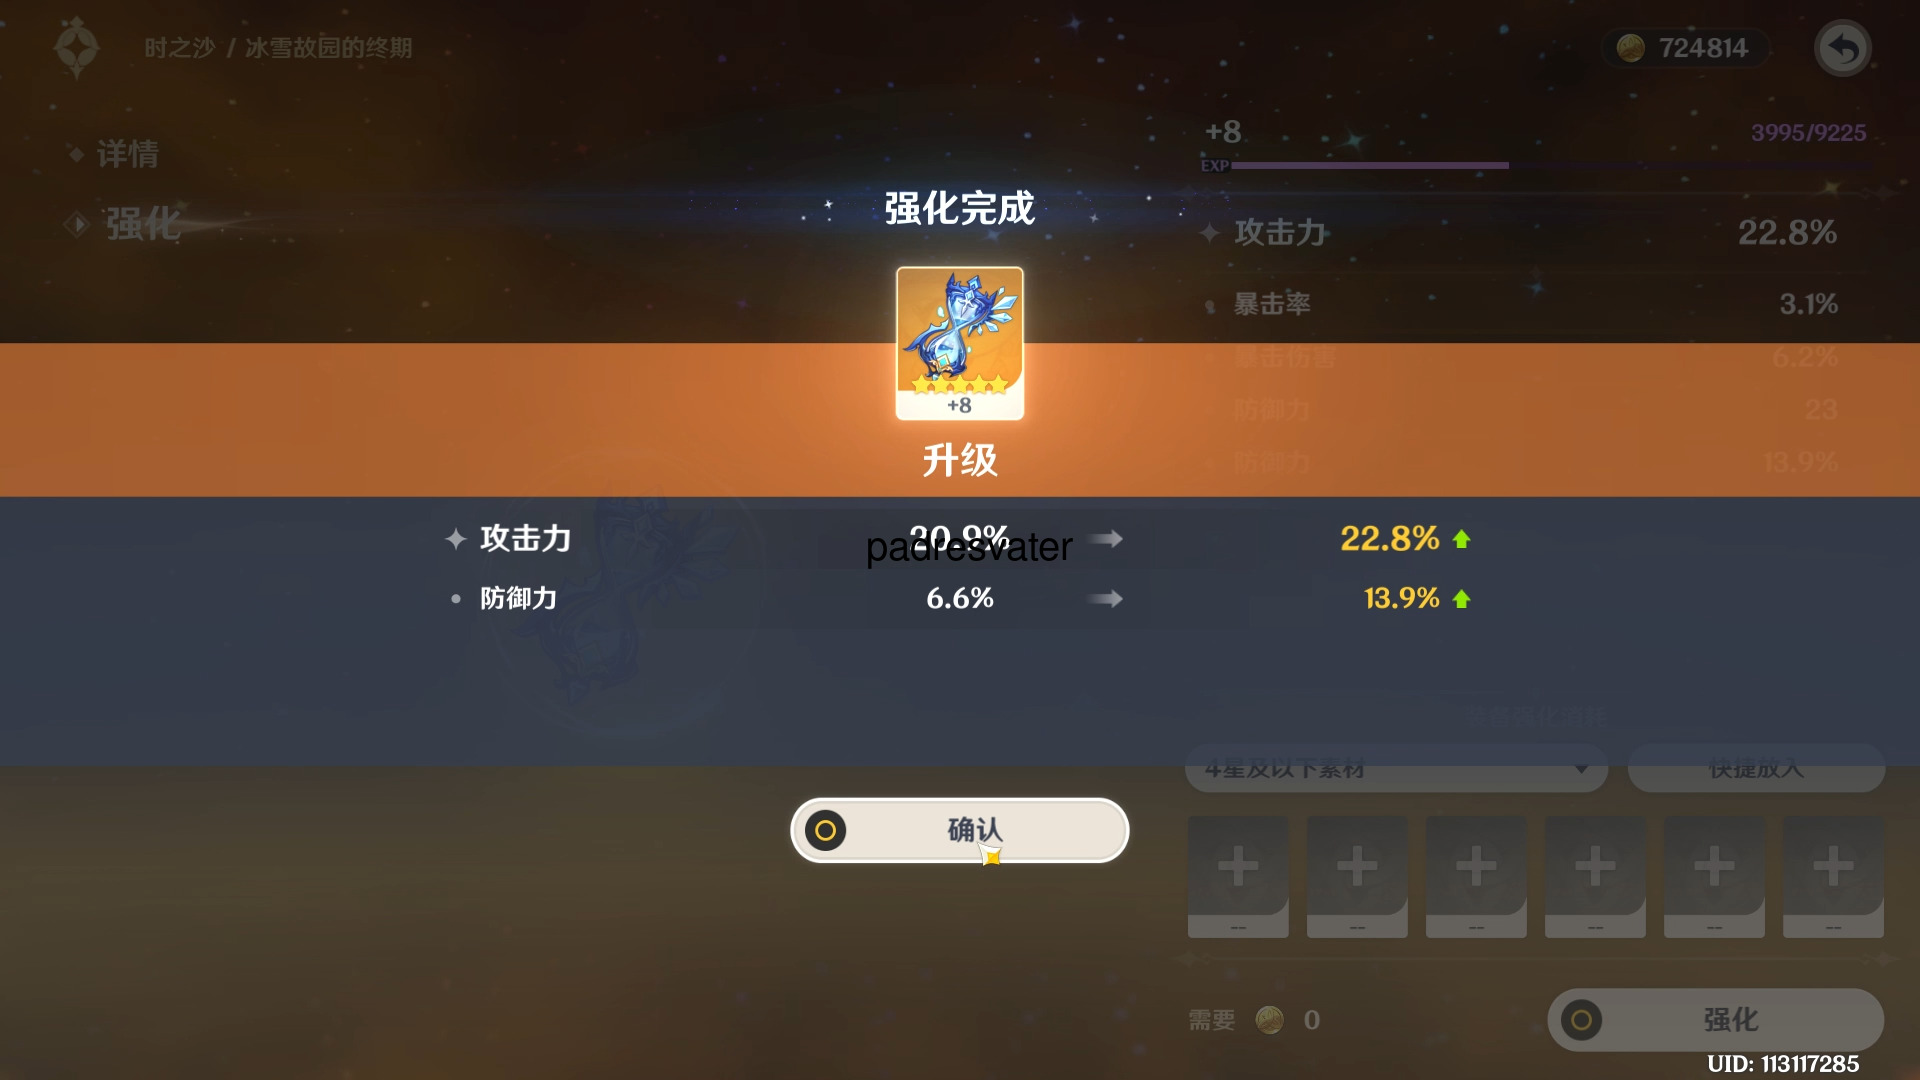 时之沙 / 冰雪故园的终期
724814
详情
强化
+8
3995/9225
EXP
攻击力 22.8%
暴击率 3.1%
暴击伤害 6.2%
防御力 23
防御力 13.9%
强化完成
+8
升级
攻击力 20.9% 22.8%
padresvater
防御力 6.6% 13.9%
4星及以下素材
快捷放入
确认
-- -- -- -- -- --
需要 0
强化
UID: 113117285